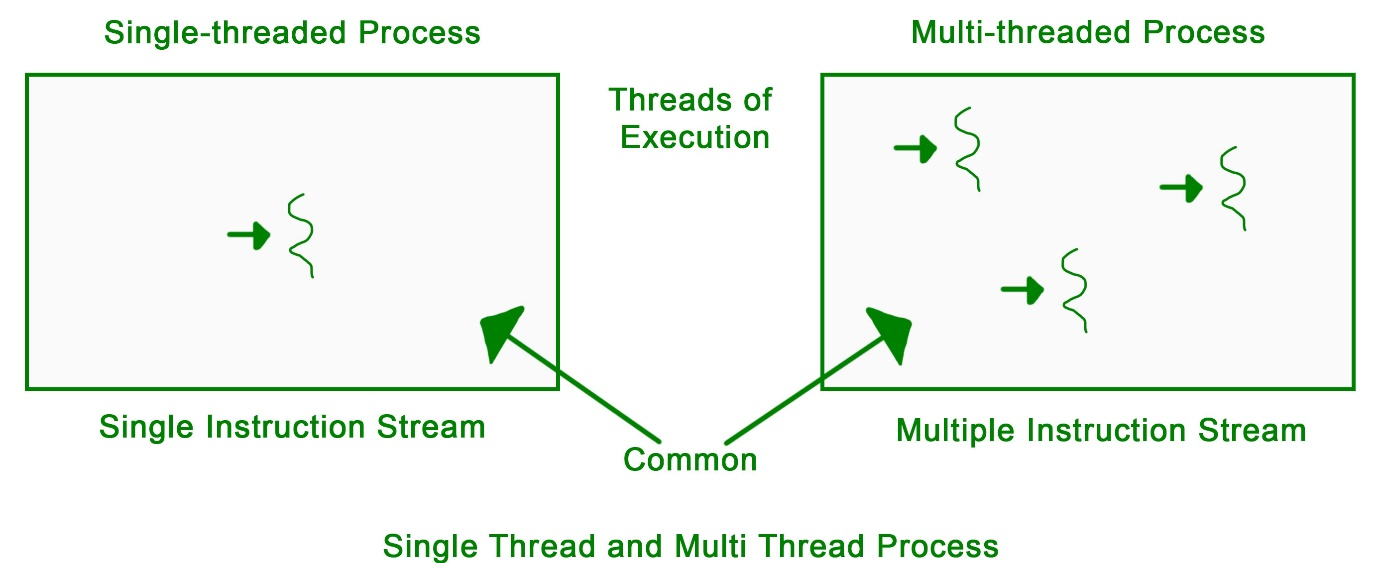 Single-threaded Process
Multi-threaded Process
Threads of
Execution
Single Instruction Stream
Multiple Instruction Stream
Common
Single Thread and Multi Thread Process